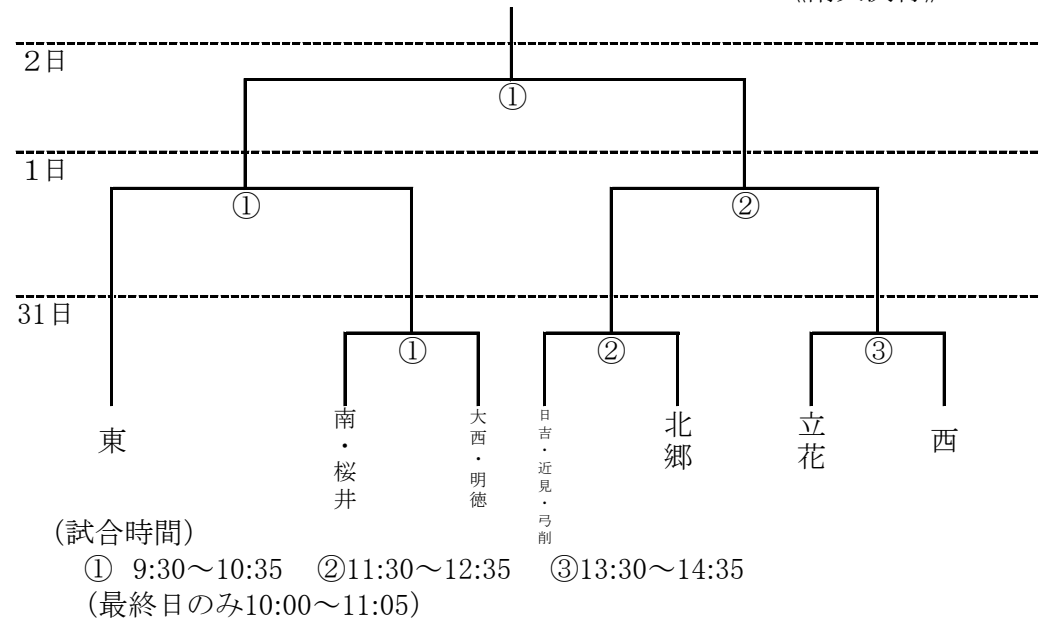 2日
①
1日
①
②
31日
①
②
③
東
南・桜井
大西・明徳
日吉・近見・弓削
北郷
立花
西
(試合時間)
① 9:30～10:35 ②11:30～12:35 ③13:30～14:35
(最終日のみ10:00～11:05)